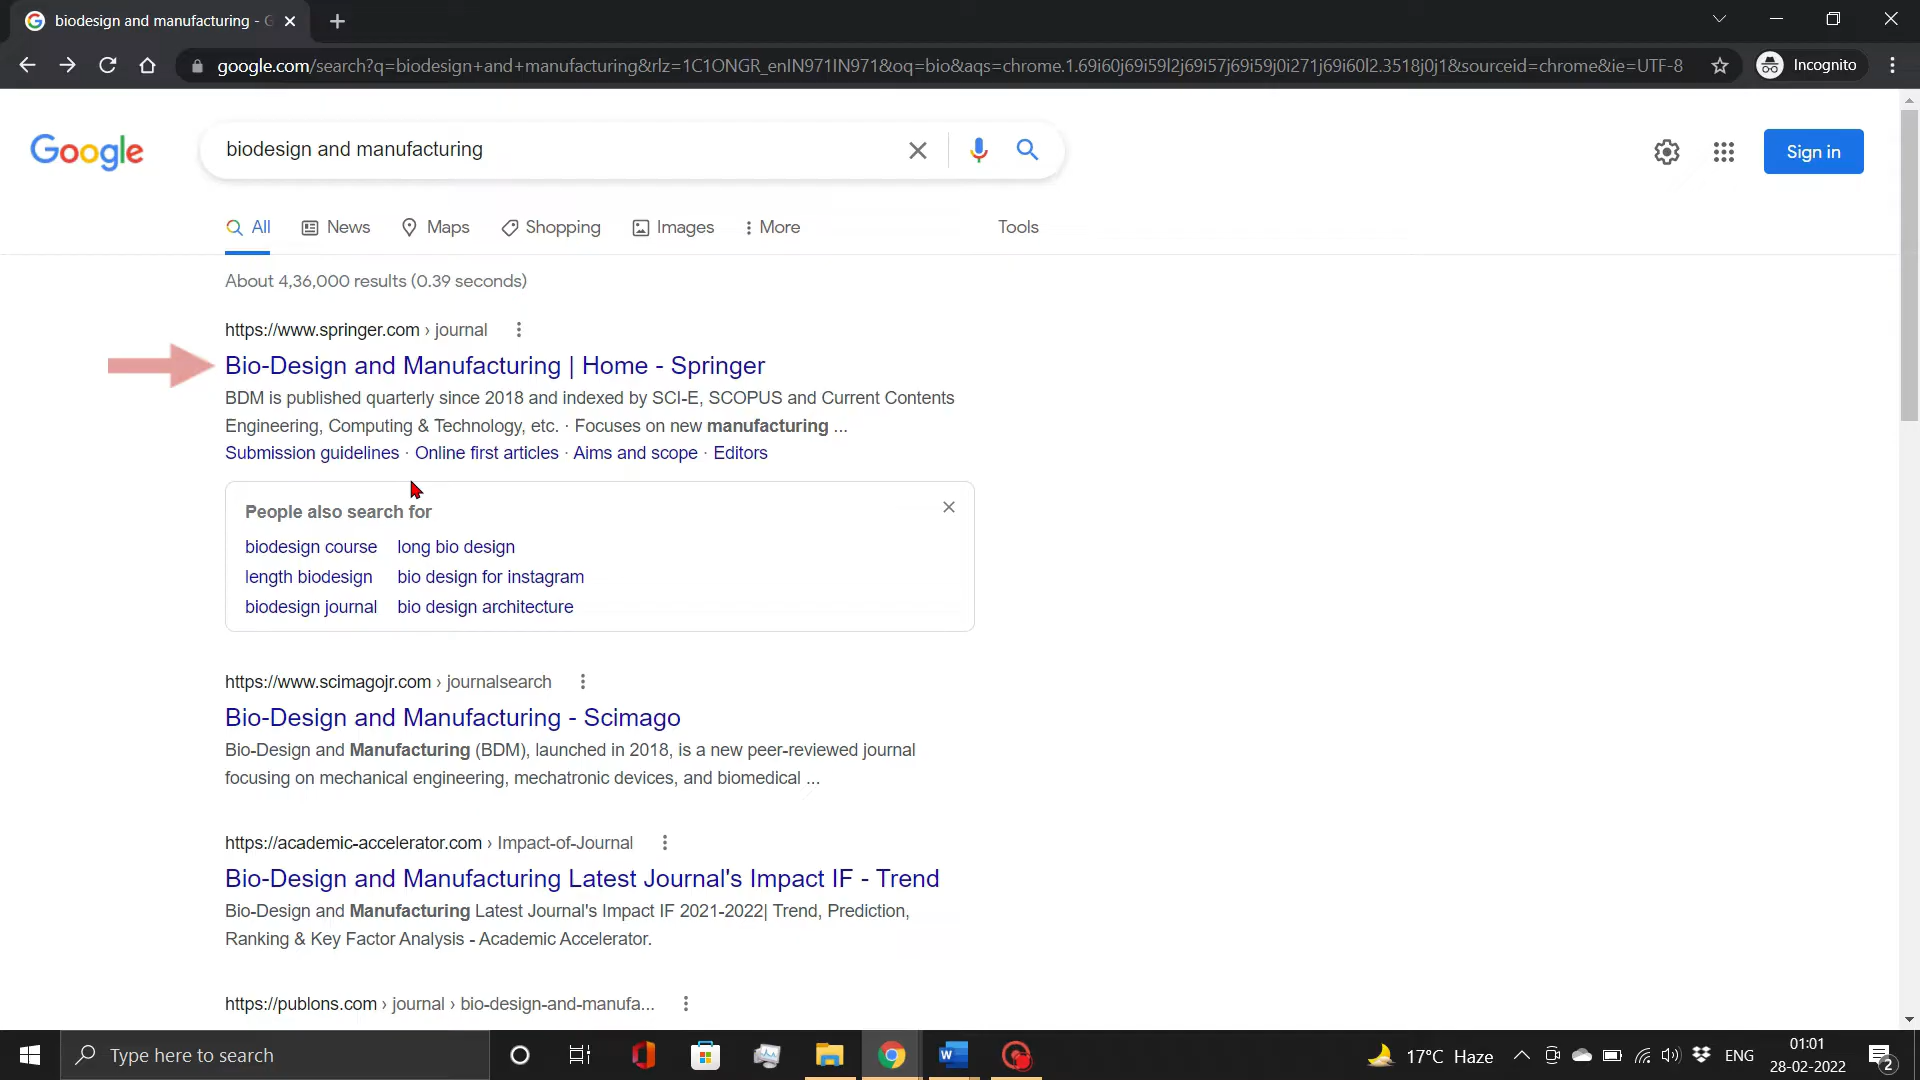 biodesign and manufacturing - G
google.com/search?q=biodesign+and+manufacturing&rlz=1C1ONGR_enIN971IN971&oq=bio&aqs=chrome.1.69i60j69i59l2j69i57j69i59j0i271j69i60l2.3518j0j1&sourceid=chrome&ie=UTF-8
Incognito
Google
biodesign and manufacturing
Sign in
All
News
Maps
Shopping
Images
More
Tools
About 4,36,000 results (0.39 seconds)
https://www.springer.com › journal
Bio-Design and Manufacturing | Home - Springer
BDM is published quarterly since 2018 and indexed by SCI-E, SCOPUS and Current Contents
Engineering, Computing & Technology, etc. · Focuses on new manufacturing ...
Submission guidelines · Online first articles · Aims and scope · Editors
People also search for
biodesign course long bio design
length biodesign bio design for instagram
biodesign journal bio design architecture
https://www.scimagojr.com › journalsearch
Bio-Design and Manufacturing - Scimago
Bio-Design and Manufacturing (BDM), launched in 2018, is a new peer-reviewed journal
focusing on mechanical engineering, mechatronic devices, and biomedical ...
https://academic-accelerator.com › Impact-of-Journal
Bio-Design and Manufacturing Latest Journal's Impact IF - Trend
Bio-Design and Manufacturing Latest Journal's Impact IF 2021-2022| Trend, Prediction,
Ranking & Key Factor Analysis - Academic Accelerator.
https://publons.com › journal › bio-design-and-manufa...
Type here to search
17°C Haze
ENG
01:01
28-02-2022
2